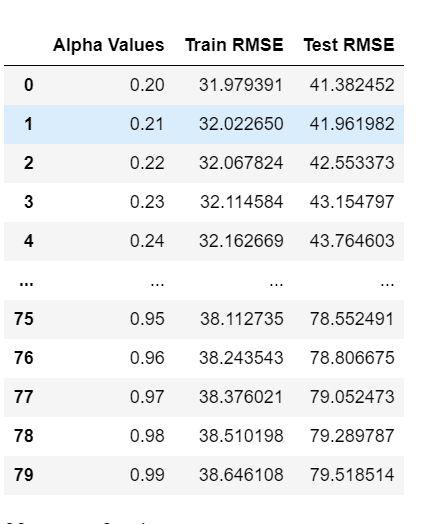 Alpha Values Train RMSE Test RMSE
0 0.20 31.979391 41.382452
1 0.21 32.022650 41.961982
2 0.22 32.067824 42.553373
3 0.23 32.114584 43.154797
4 0.24 32.162669 43.764603
... ... ... ...
75 0.95 38.112735 78.552491
76 0.96 38.243543 78.806675
77 0.97 38.376021 79.052473
78 0.98 38.510198 79.289787
79 0.99 38.646108 79.518514